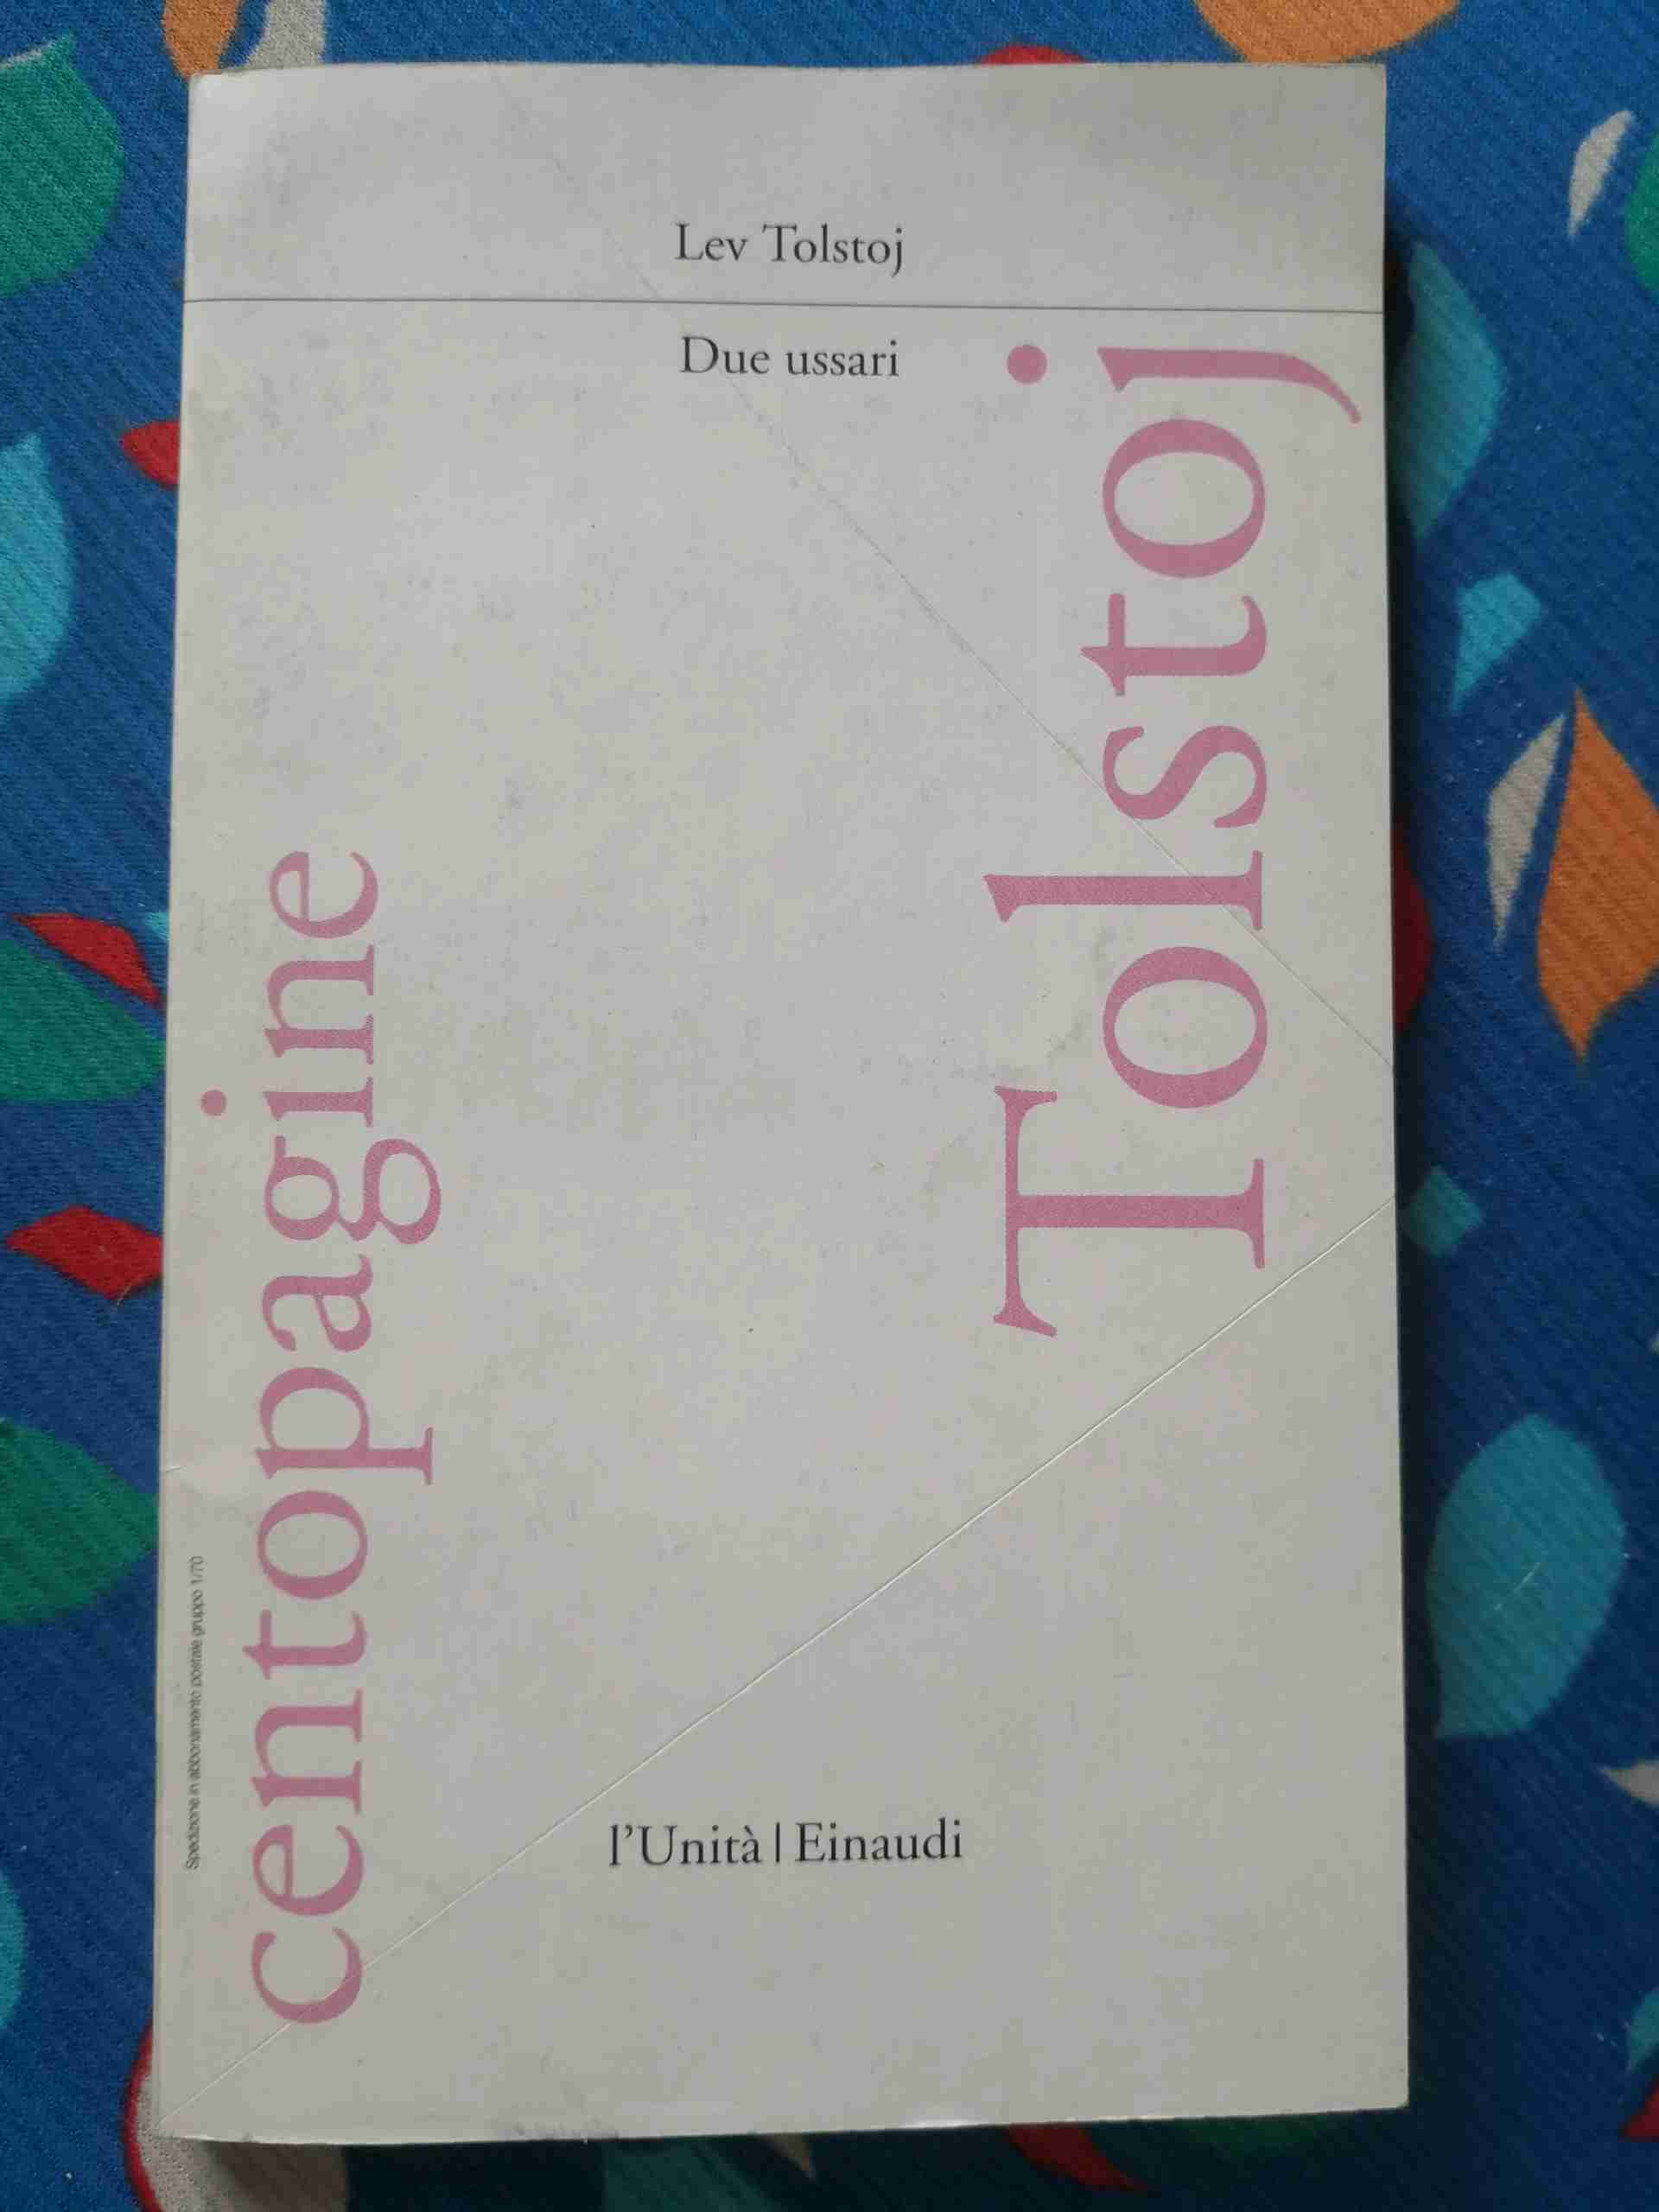 Lev Tolstoj
Due ussari
Tolstoj
centopagine
Spedizione in abbonamento postale gruppo 1/70
l'Unità | Einaudi